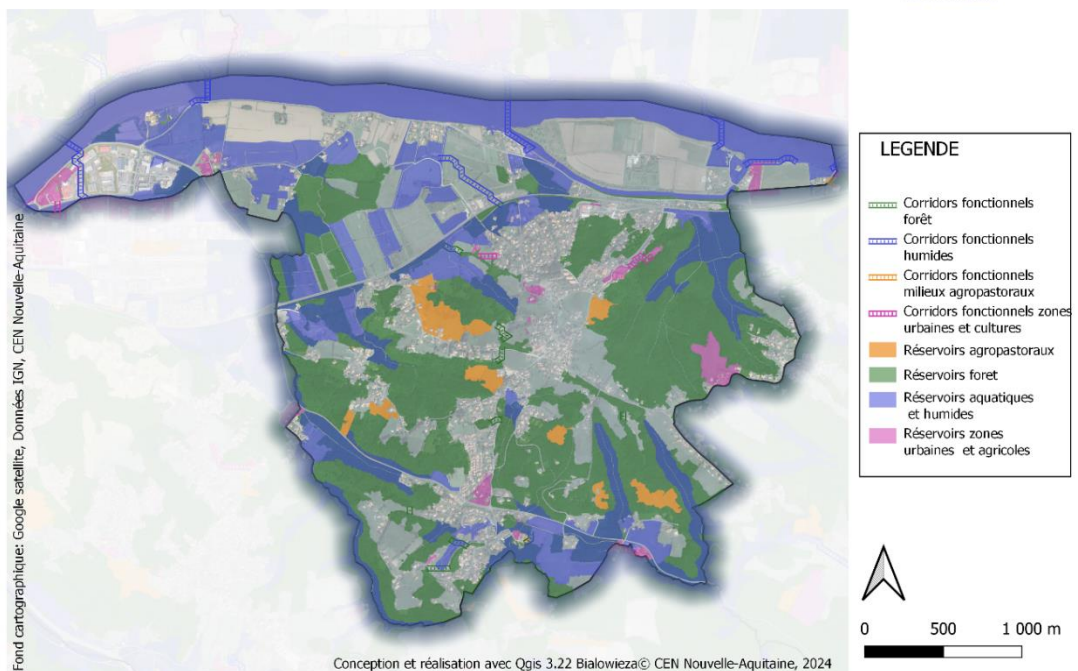 LEGENDE
Corridors fonctionnels
forêt
Corridors fonctionnels
humides
Corridors fonctionnels
milieux agropastoraux
Corridors fonctionnels zones
urbaines et cultures
Réservoirs agropastoraux
Réservoirs foret
Réservoirs aquatiques
et humides
Réservoirs zones
urbaines et agricoles
Fond cartographique: Google satellite, Données IGN, CEN Nouvelle-Aquitaine
0 500 1 000 m
Conception et réalisation avec Qgis 3.22 Bialowieza© CEN Nouvelle-Aquitaine, 2024